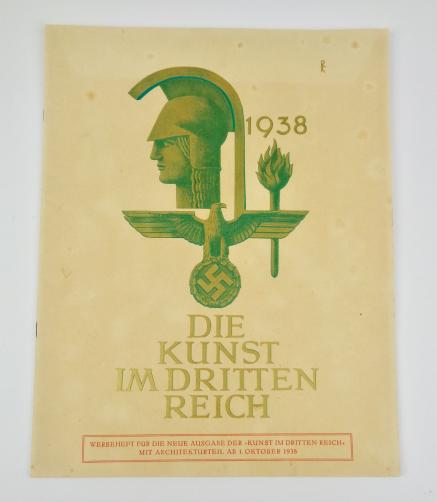 1938
DIE
KUNST
IM DRITTEN
REICH
WERBEHEFT FÜR DIE NEUE AUSGABE DER »KUNST IM DRITTEN REICH«
MIT ARCHITEKTURTEIL AB 1. OKTOBER 1938